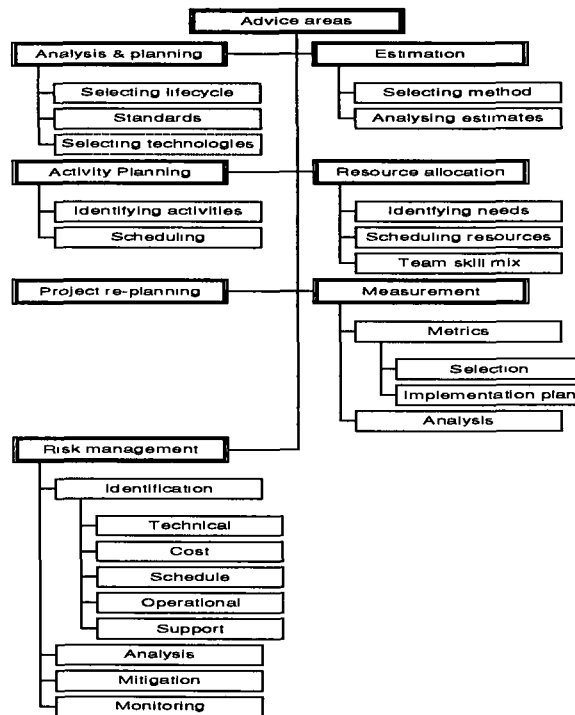 Advice areas
Analysis & planning
Selecting lifecycle
Standards
Selecting technologies
Estimation
Selecting method
Analysing estimates
Activity Planning
Identifying activities
Scheduling
Resource allocation
Identfying needs
Scheduling resources
Team skill mix
Project re-planning
Measurement
Metrics
Selection
Implementation plan
Analysis
Risk management
Identification
Technical
Cost
Schedule
Operational
Support
Analysis
Mitigation
Monitoring